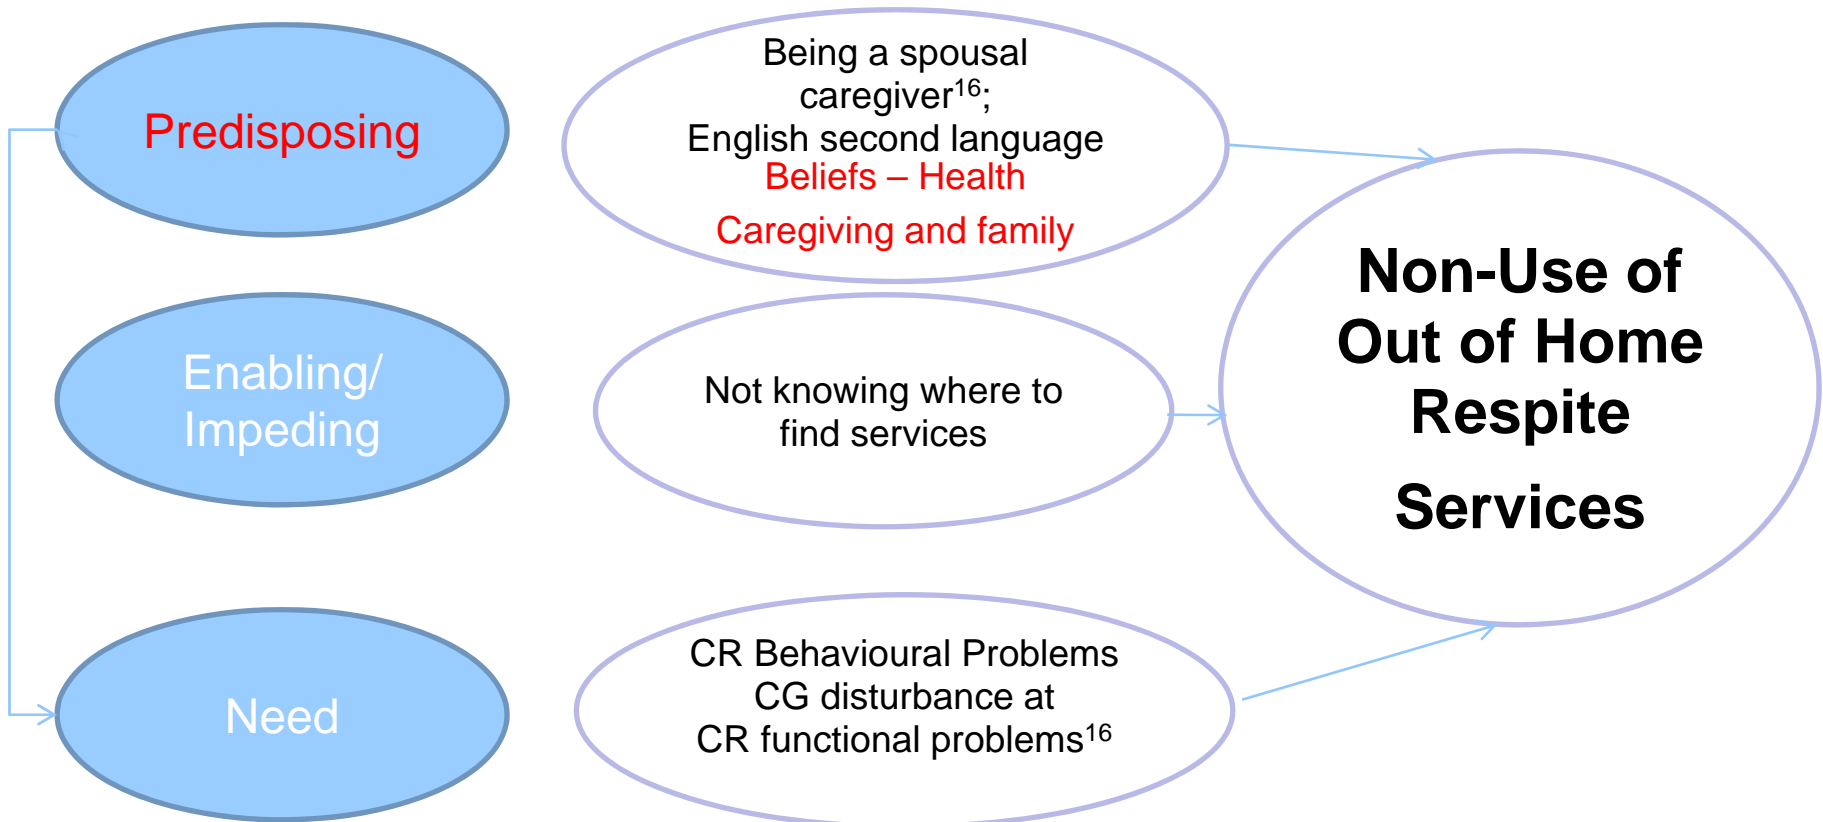 Predisposing
Being a spousal
caregiver¹⁶;
English second language
Beliefs – Health
Caregiving and family
Enabling/
Impeding
Not knowing where to
find services
Need
CR Behavioural Problems
CG disturbance at
CR functional problems¹⁶
Non-Use of
Out of Home
Respite
Services